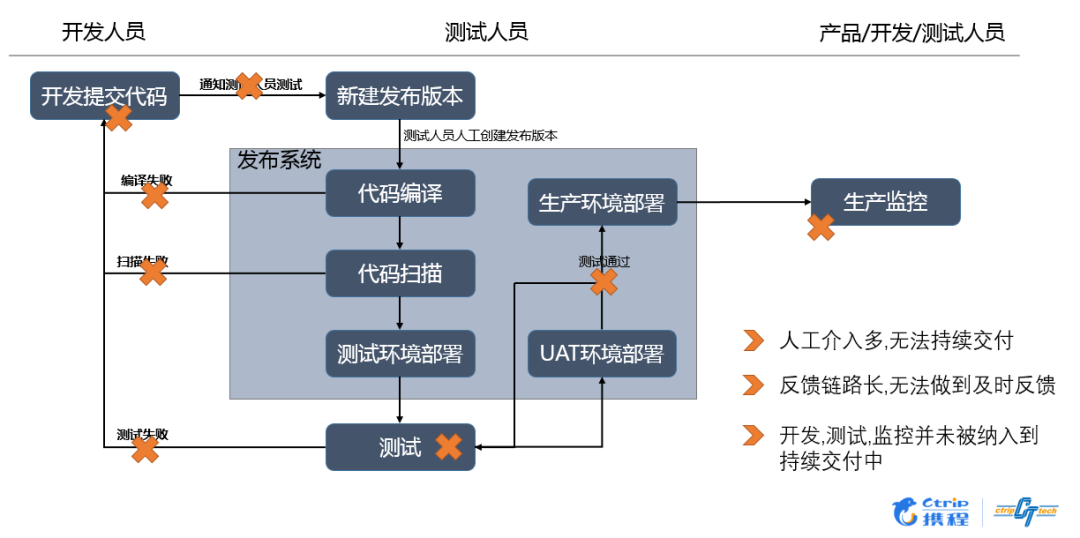 开发人员
测试人员
产品/开发/测试人员
开发提交代码
通知测试人员测试
新建发布版本
测试人员人工创建发布版本
发布系统
编译失败
代码编译
生产环境部署
生产监控
扫描失败
代码扫描
测试通过
测试环境部署
UAT环境部署
测试失败
测试
人工介入多,无法持续交付
反馈链路长,无法做到及时反馈
开发,测试,监控并未被纳入到
持续交付中
Ctrip
携程
ctrip CT tech